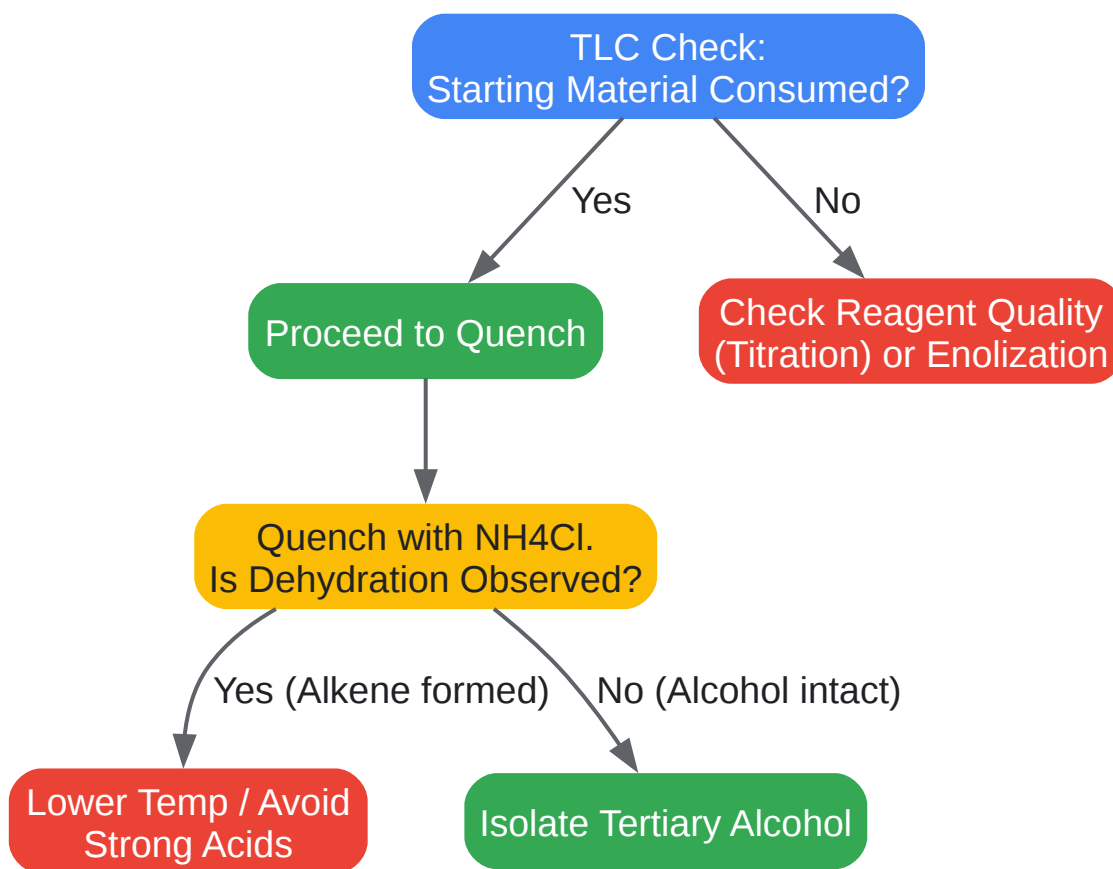 TLC Check:
Starting Material Consumed?
Yes
No
Proceed to Quench
Check Reagent Quality
(Titration) or Enolization
Quench with NH4Cl.
Is Dehydration Observed?
Yes (Alkene formed)
No (Alcohol intact)
Lower Temp / Avoid
Strong Acids
Isolate Tertiary Alcohol